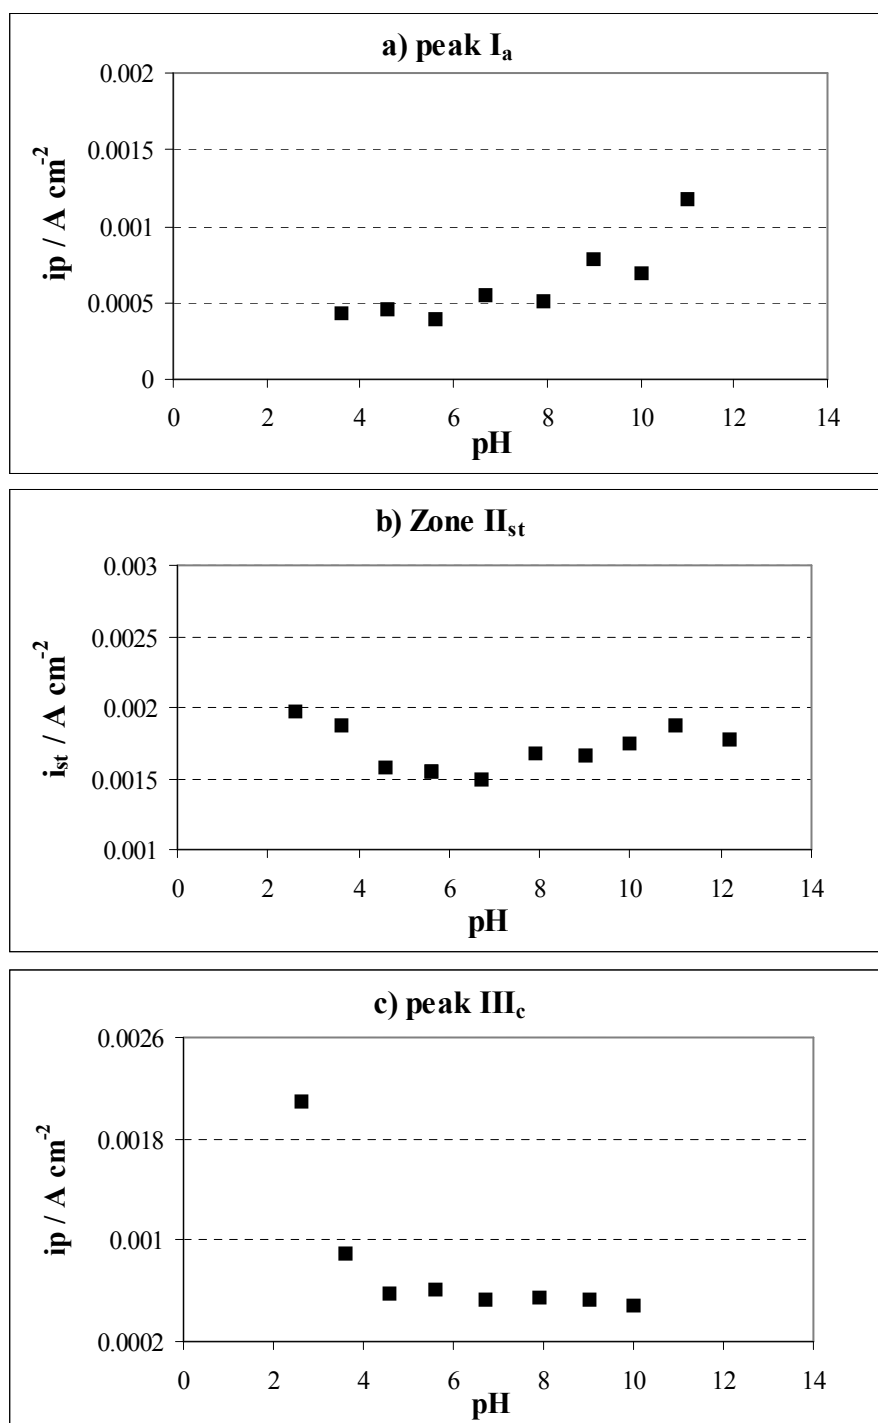 a) peak Iₐ
0.002
0.0015
0.001
0.0005
0
ip / A cm⁻²
0 2 4 6 8 10 12 14
pH
b) Zone IIₛₜ
0.003
0.0025
0.002
0.0015
0.001
iₛₜ / A cm⁻²
0 2 4 6 8 10 12 14
pH
c) peak III_c
0.0026
0.0018
0.001
0.0002
ip / A cm⁻²
0 2 4 6 8 10 12 14
pH